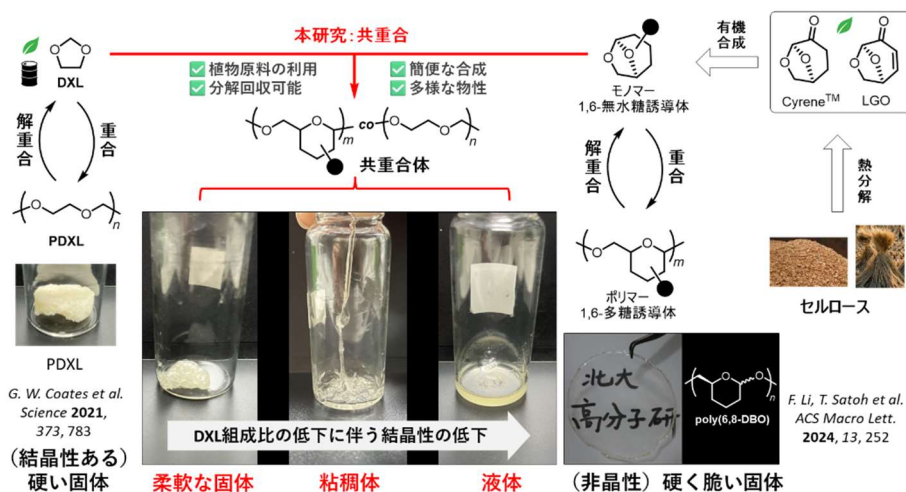 本研究：共重合
✅植物原料の利用
✅分解回収可能
✅簡便な合成
✅多様な物性
DXL
解重合
重合
O
O
n
PDXL
PDXL
G. W. Coates et al.
Science 2021,
373, 783
（結晶性ある）
硬い固体
O
O
m
co
O
O
n
共重合体
DXL組成比の低下に伴う結晶性の低下
柔軟な固体
粘稠体
液体
O
O
モノマー
1,6-無水糖誘導体
解重合
重合
O
O
m
ポリマー
1,6-多糖誘導体
北大
高分子研
O
O
n
poly(6,8-DBO)
（非晶性）硬く脆い固体
有機
合成
O
O
O
Cyrene™
O
O
O
LGO
熱分解
セルロース
F. Li, T. Satoh et al.
ACS Macro Lett.
2024, 13, 252